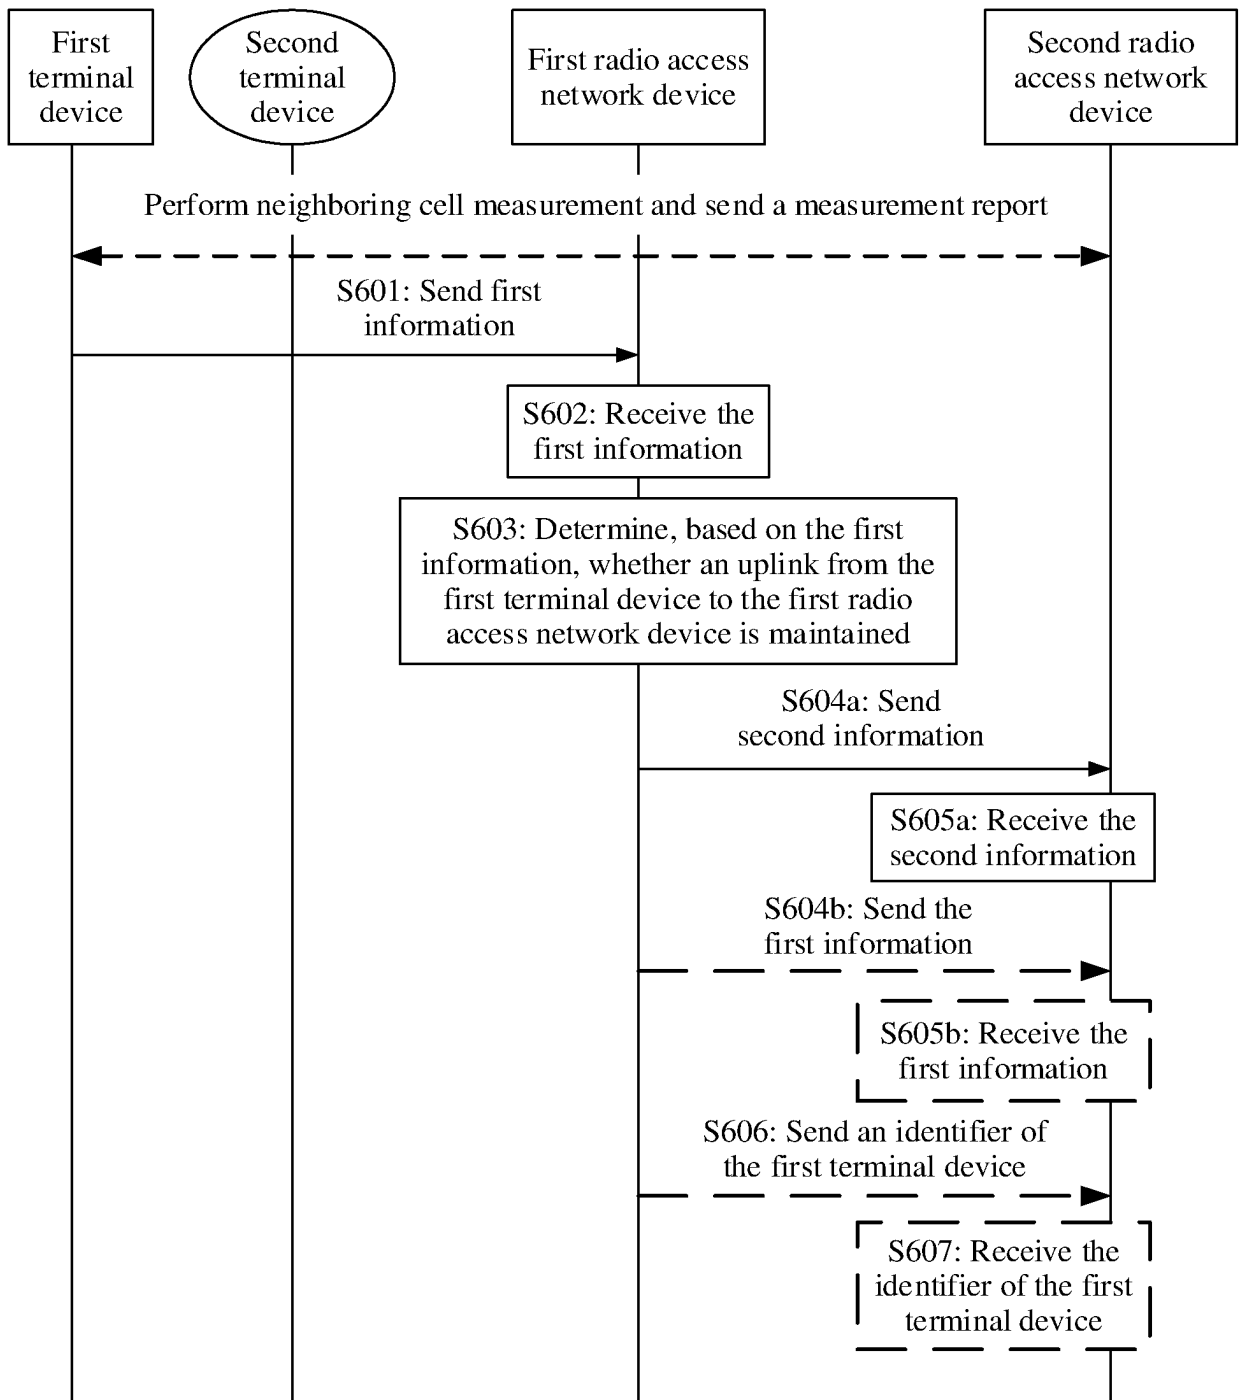 First
terminal
device
Second
terminal
device
First radio access
network device
Second radio
access network
device
Perform neighboring cell measurement and send a measurement report
S601: Send first
information
S602: Receive the
first information
S603: Determine, based on the first
information, whether an uplink from the
first terminal device to the first radio
access network device is maintained
S604a: Send
second information
S605a: Receive the
second information
S604b: Send the
first information
S605b: Receive the
first information
S606: Send an identifier of
the first terminal device
S607: Receive the
identifier of the first
terminal device